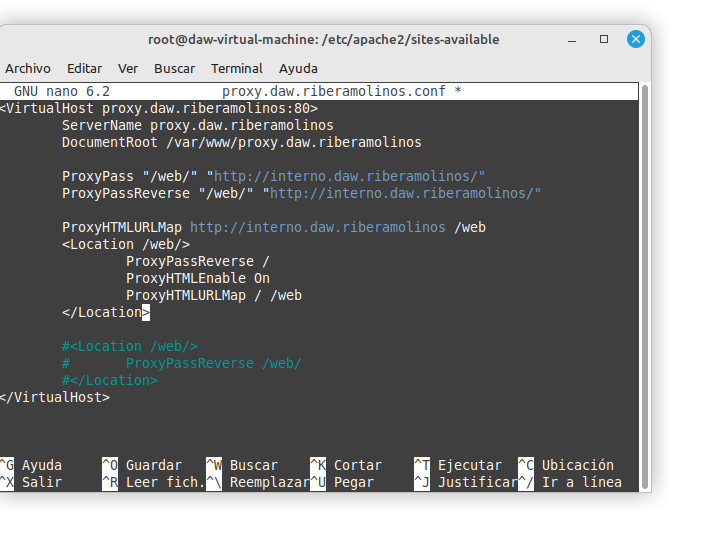 root@daw-virtual-machine: /etc/apache2/sites-available
Archivo Editar Ver Buscar Terminal Ayuda
GNU nano 6.2 proxy.daw.riberamolinos.conf *
<VirtualHost proxy.daw.riberamolinos:80>
ServerName proxy.daw.riberamolinos
DocumentRoot /var/www/proxy.daw.riberamolinos
ProxyPass "/web/" "http://interno.daw.riberamolinos/"
ProxyPassReverse "/web/" "http://interno.daw.riberamolinos/"
ProxyHTMLURLMap http://interno.daw.riberamolinos /web
<Location /web/>
ProxyPassReverse /
ProxyHTMLEnable On
ProxyHTMLURLMap / /web
</Location>
#<Location /web/>
# ProxyPassReverse /web/
#</Location>
</VirtualHost>
^G Ayuda ^O Guardar ^W Buscar ^K Cortar ^T Ejecutar ^C Ubicación
^X Salir ^R Leer fich. ^\ Reemplazar ^U Pegar ^J Justificar ^/ Ir a línea